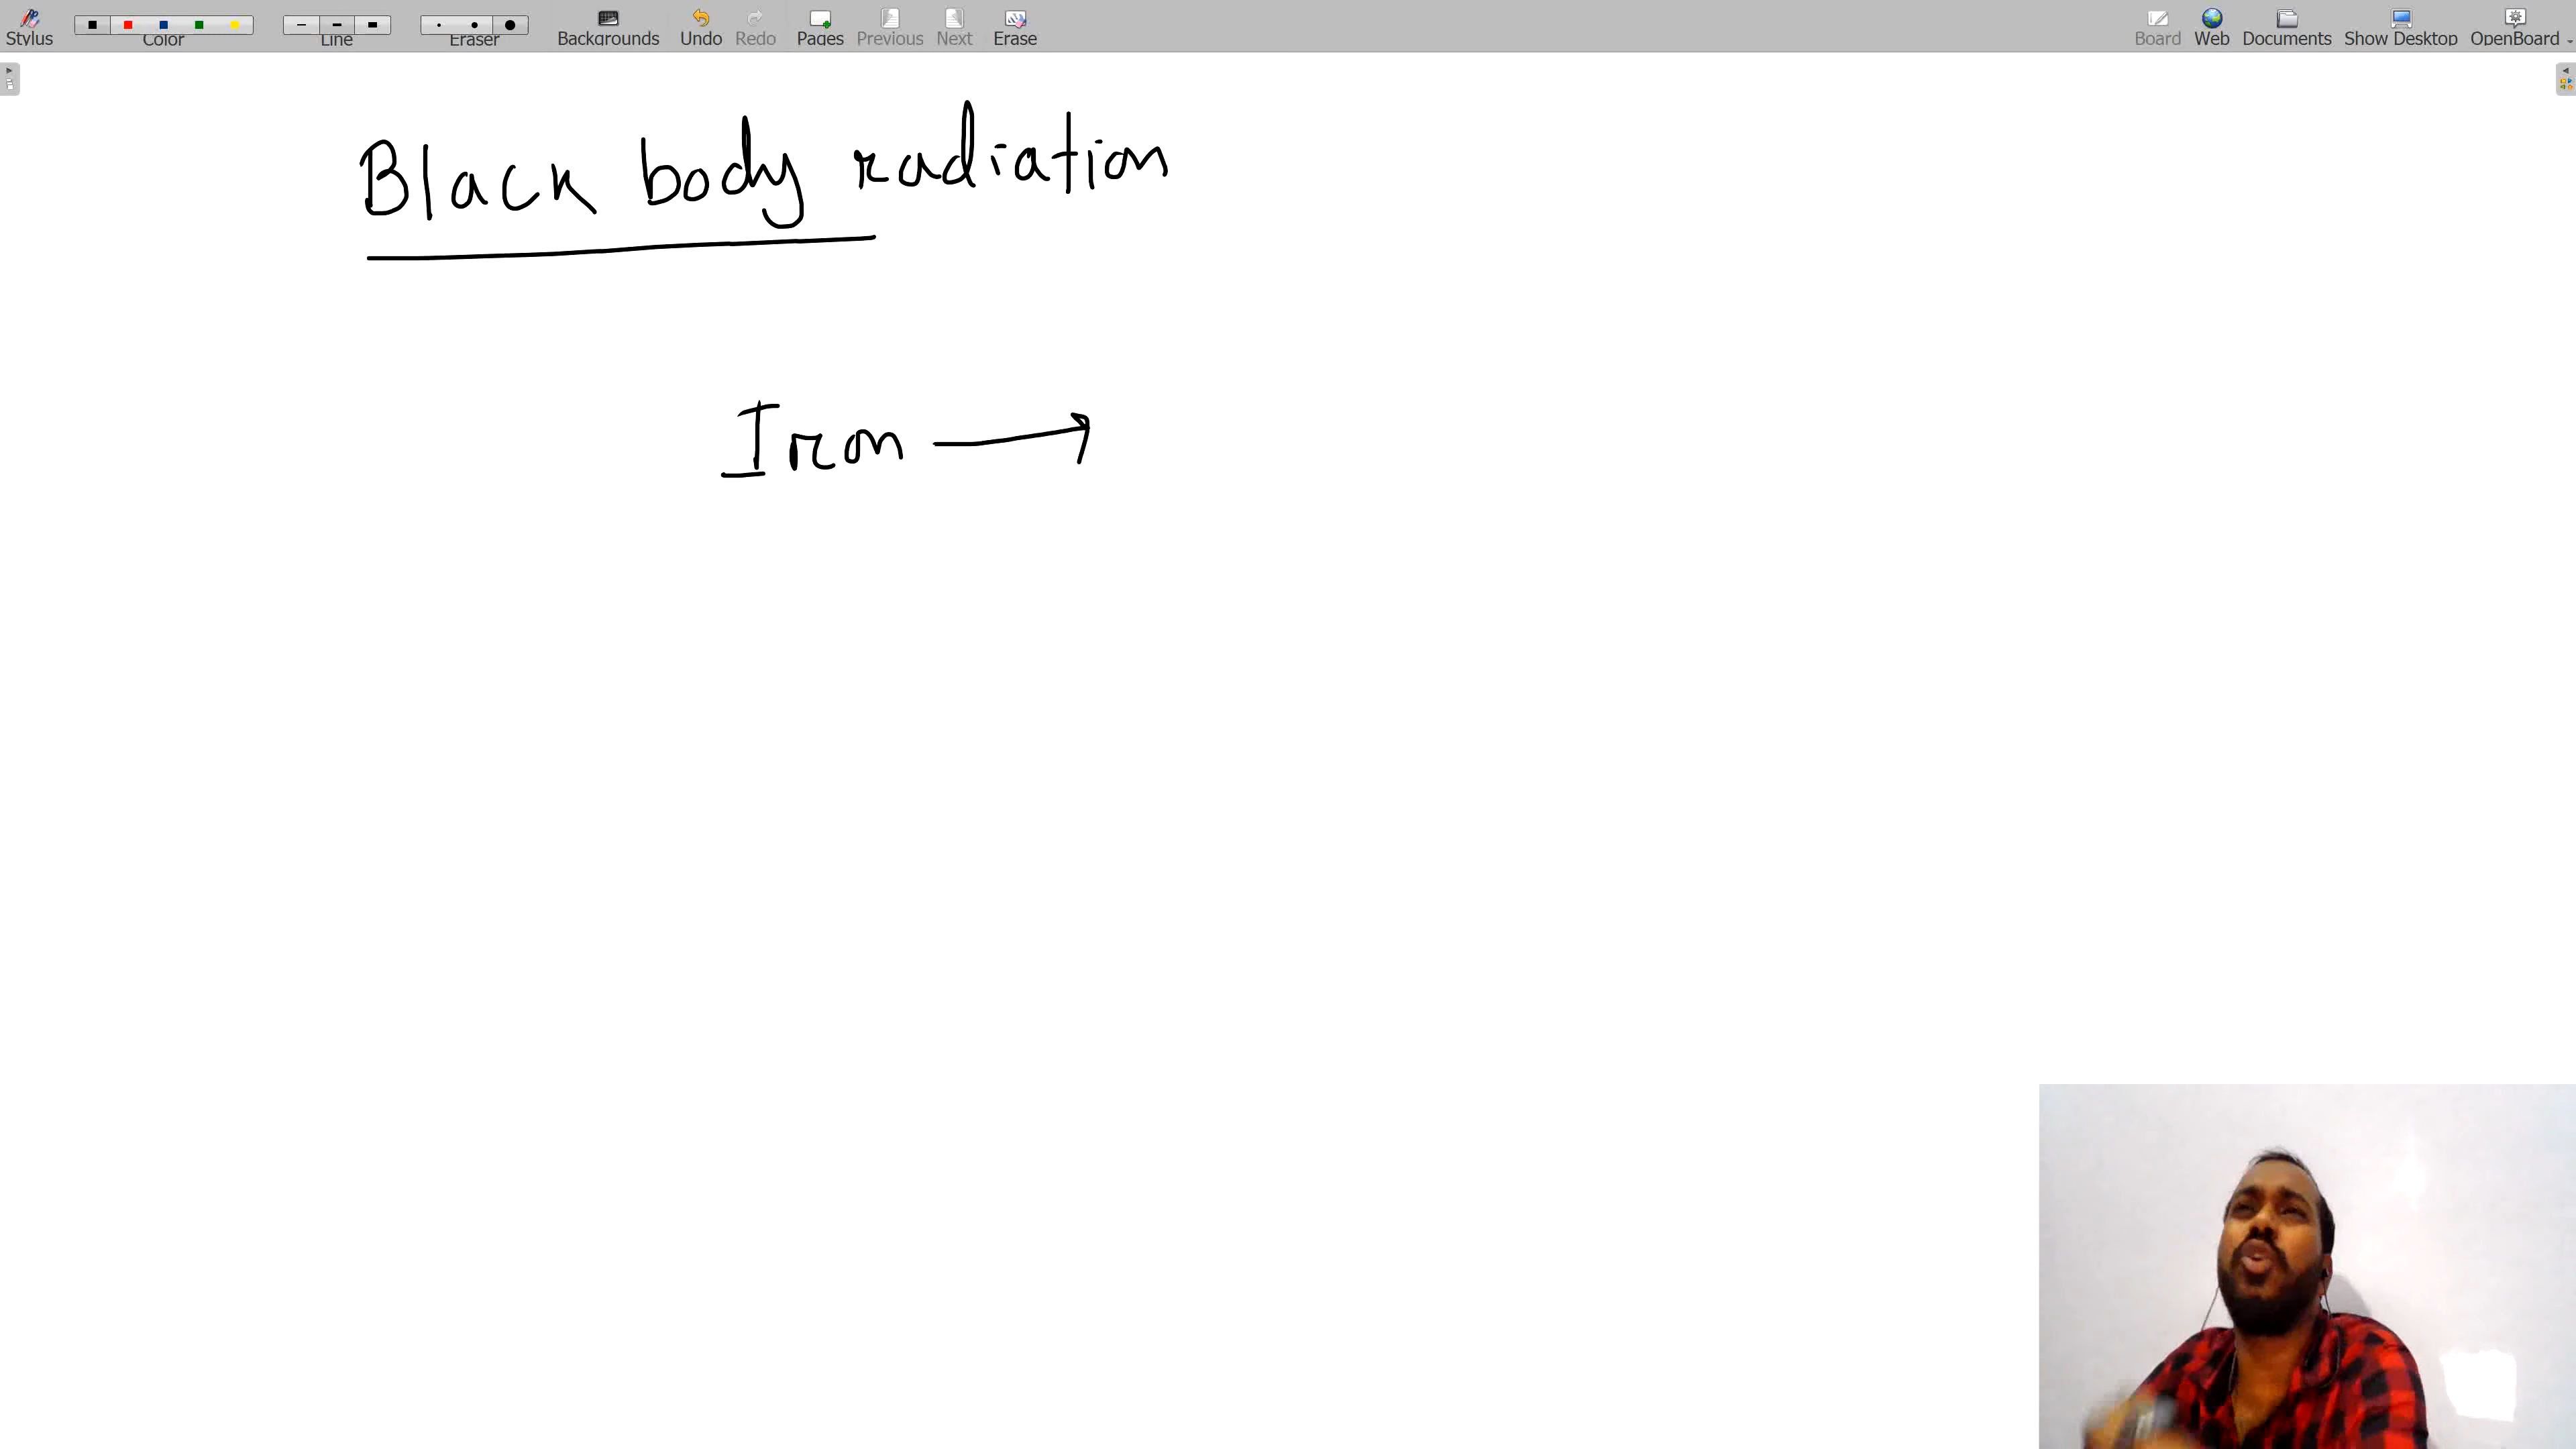 Stylus Color Line Eraser Backgrounds Undo Redo Pages Previous Next Erase Board Web Documents Show Desktop OpenBoard
Black body radiation
Iron →